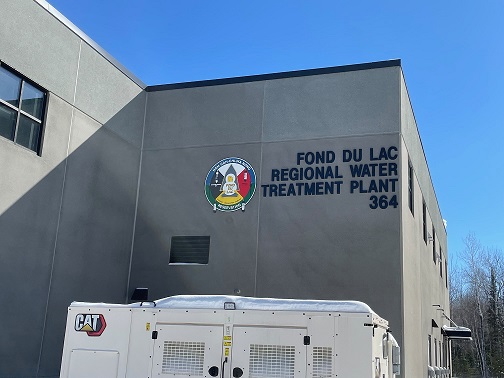 FOND DU LAC
REGIONAL WATER
TREATMENT PLANT
364
CAT